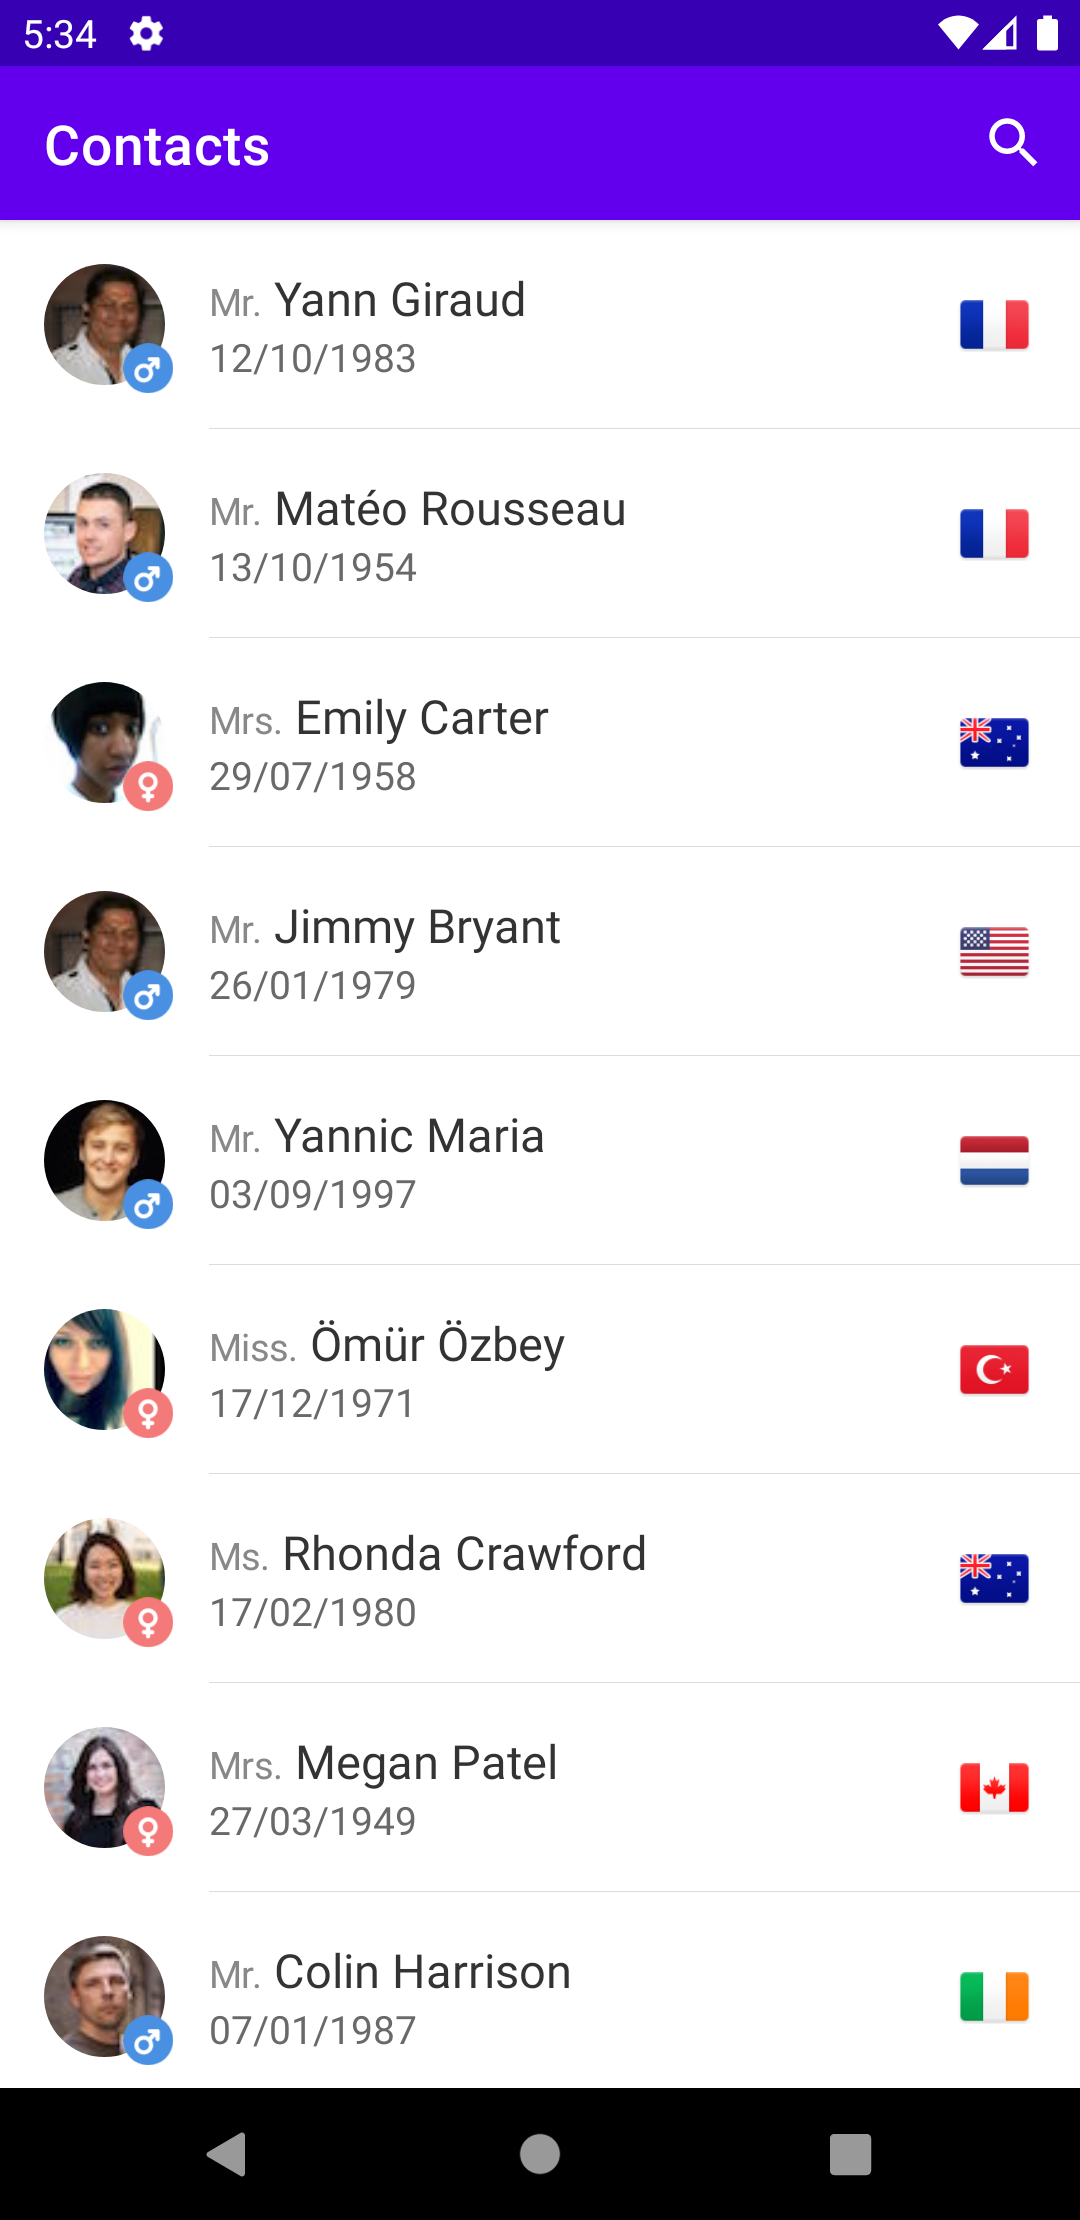 5:34
Contacts
Mr. Yann Giraud
12/10/1983
Mr. Matéo Rousseau
13/10/1954
Mrs. Emily Carter
29/07/1958
Mr. Jimmy Bryant
26/01/1979
Mr. Yannic Maria
03/09/1997
Miss. Ömür Özbey
17/12/1971
Ms. Rhonda Crawford
17/02/1980
Mrs. Megan Patel
27/03/1949
Mr. Colin Harrison
07/01/1987